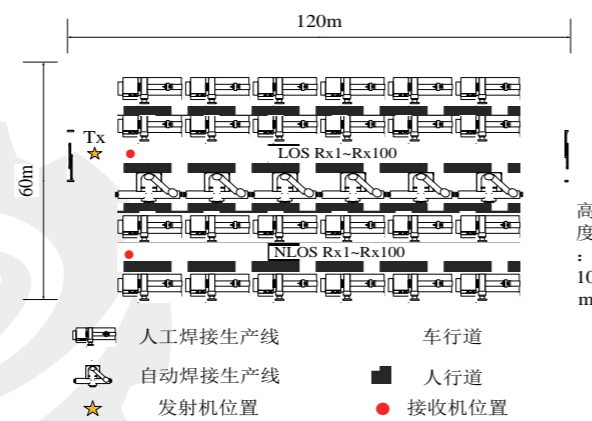 120m
60m
Tx
LOS Rx1~Rx100
NLOS Rx1~Rx100
高
度
：
10
m
人工焊接生产线
车行道
自动焊接生产线
人行道
发射机位置
接收机位置